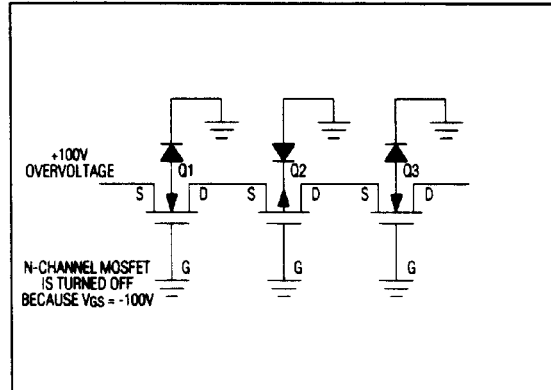 +100V
OVERVOLTAGE
Q1
Q2
Q3
S
D
S
D
S
D
G
G
G
N-CHANNEL MOSFET
IS TURNED OFF
BECAUSE VGS = -100V